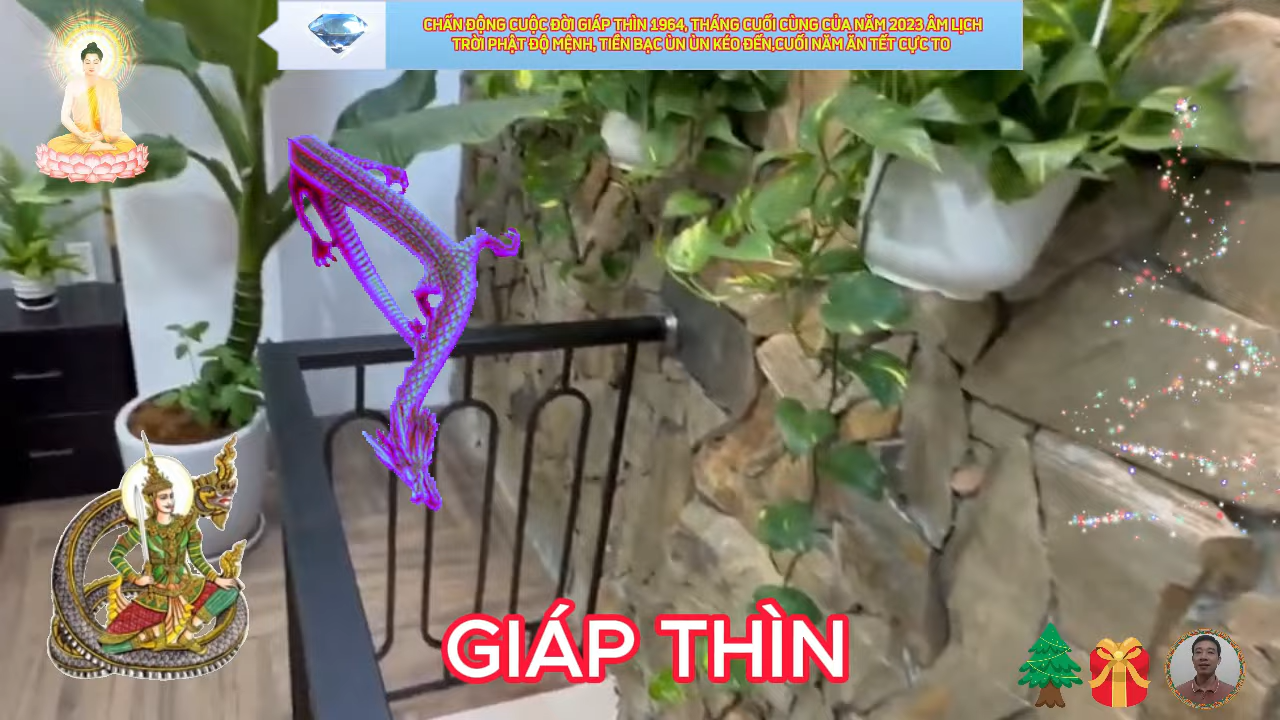 CHẤN ĐỘNG CUỘC ĐỜI GIÁP THÌN 1964, THÁNG CUỐI CÙNG CỦA NĂM 2023 ÂM LỊCH
TRỜI PHẬT ĐỘ MỆNH, TIỀN BẠC ÙN ÙN KÉO ĐẾN,CUỐI NĂM ĂN TẾT CỰC TO
GIÁP THÌN